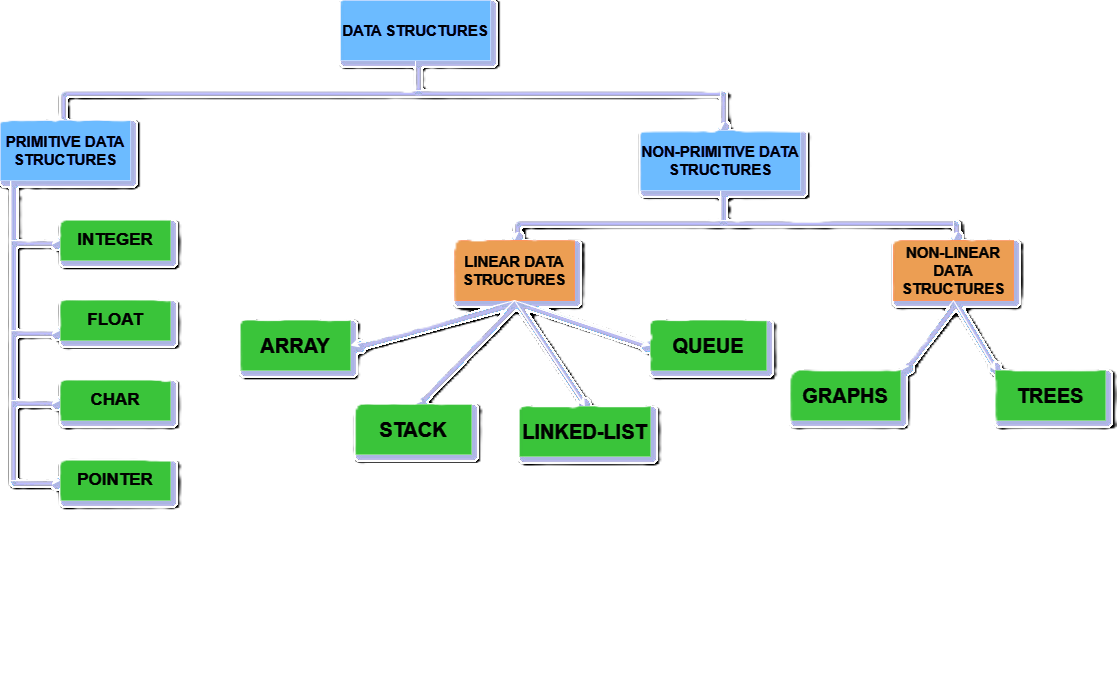 DATA STRUCTURES
PRIMITIVE DATA
STRUCTURES
NON-PRIMITIVE DATA
STRUCTURES
INTEGER
FLOAT
CHAR
POINTER
LINEAR DATA
STRUCTURES
NON-LINEAR
DATA
STRUCTURES
ARRAY
STACK
LINKED-LIST
QUEUE
GRAPHS
TREES